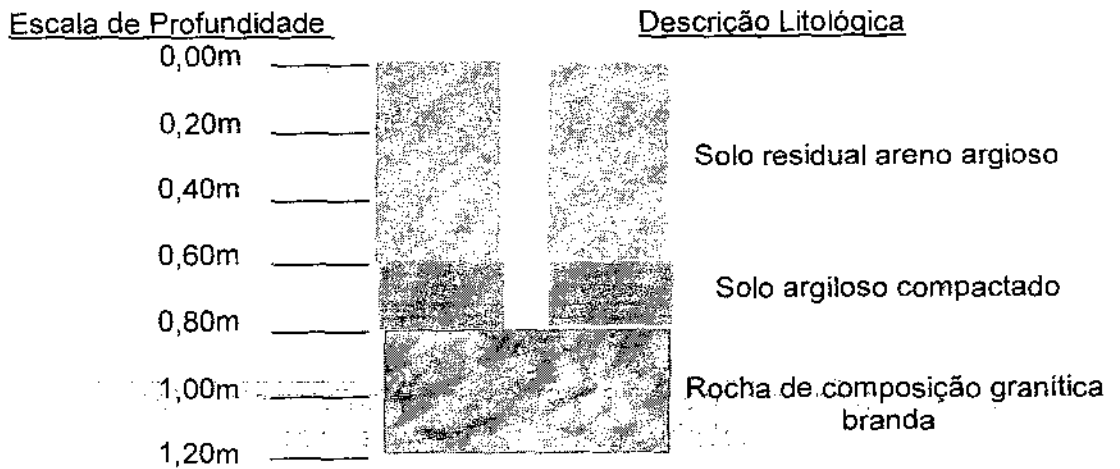 Escala de Profundidade
Descrição Litológica
0,00m
0,20m
Solo residual areno argioso
0,40m
0,60m
Solo argiloso compactado
0,80m
1,00m
Rocha de composição granítica
branda
1,20m